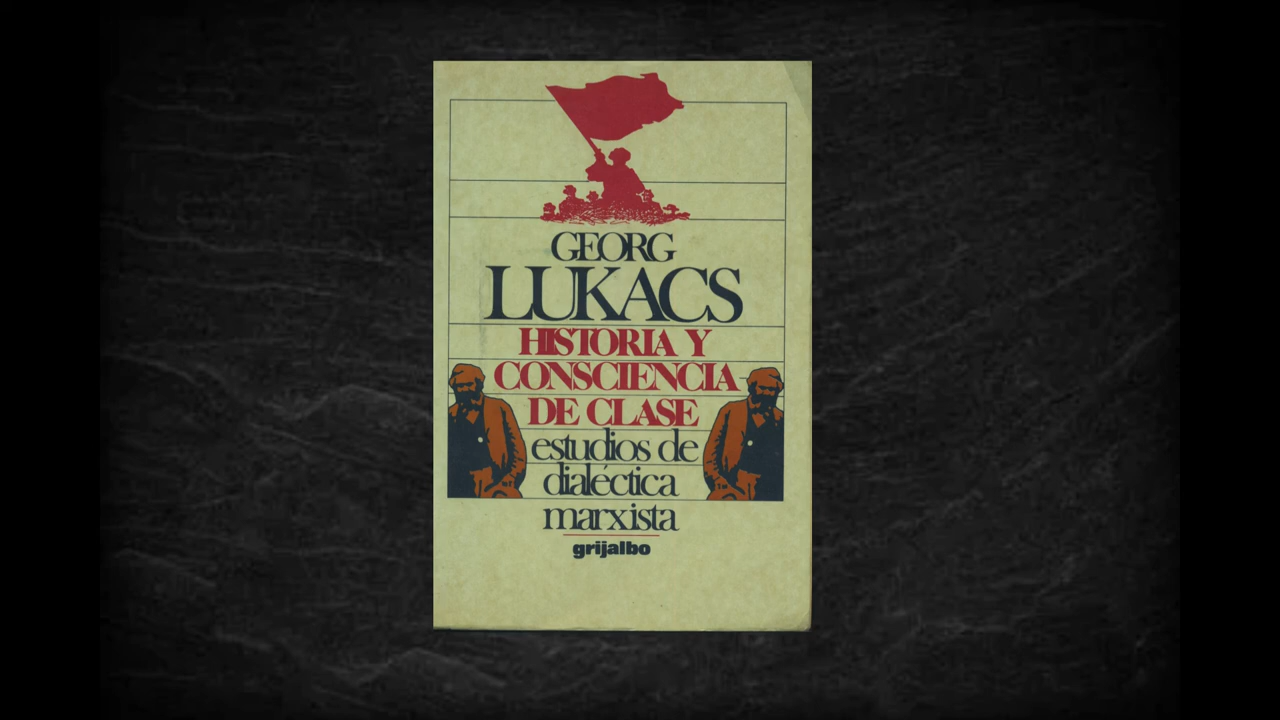 GEORG
LUKACS
HISTORIA Y
CONSCIENCIA
DE CLASE
estudios de
dialéctica
marxista
grijalbo